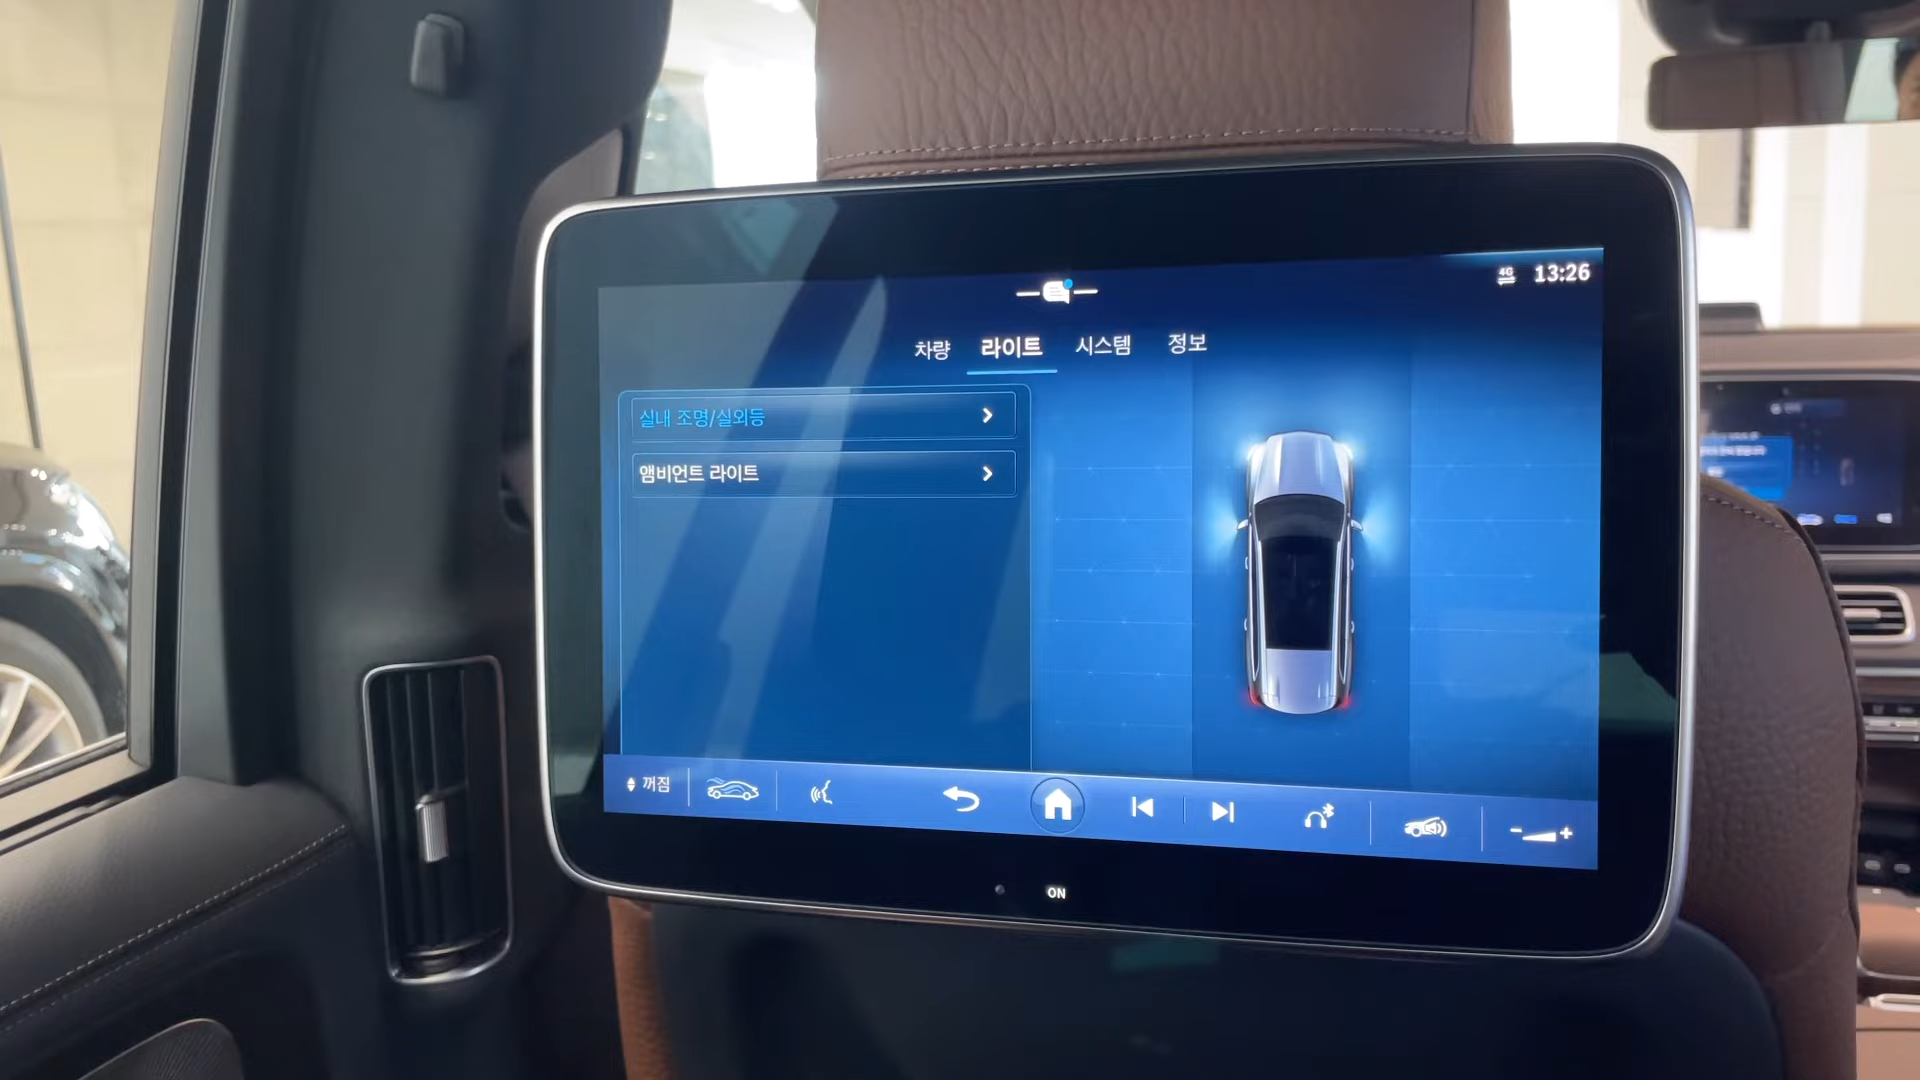 4G 13:26
차량 라이트 시스템 정보
실내 조명/실외등
앰비언트 라이트
꺼짐
ON